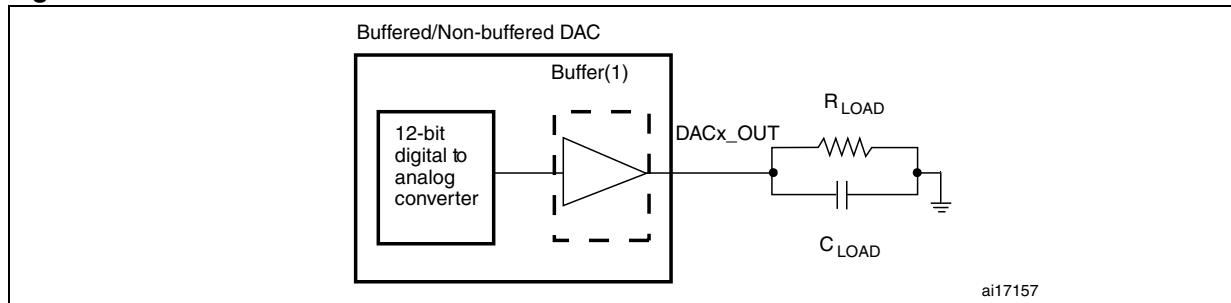 Buffered/Non-buffered DAC
Buffer(1)
12-bit
digital to
analog
converter
DACx_OUT
R LOAD
C LOAD
ai17157